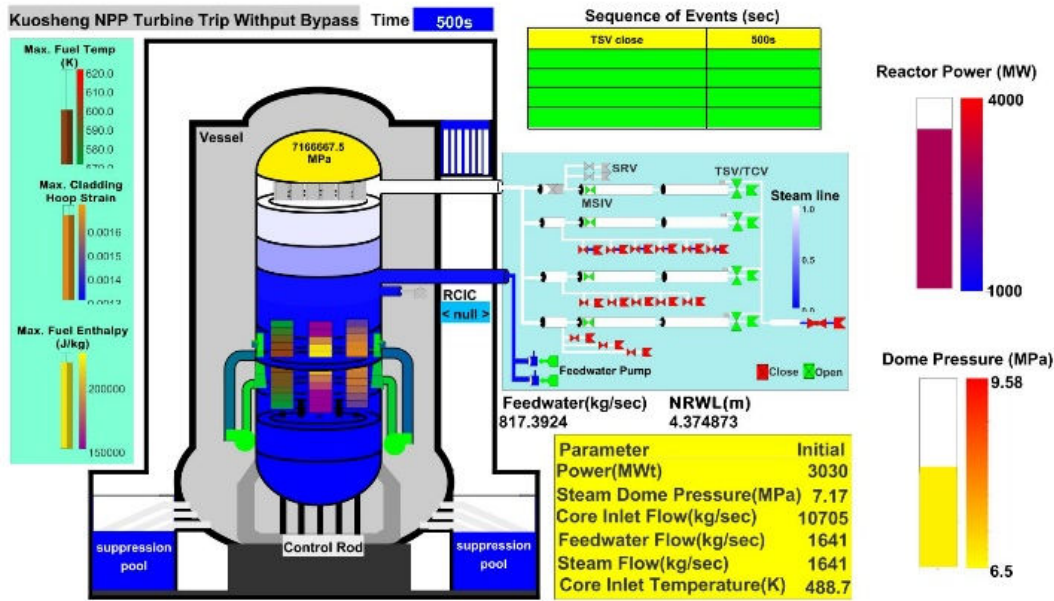 Kuosheng NPP Turbine Trip Withput Bypass Time 500s
Sequence of Events (sec)
TSV close 500s
Max. Fuel Temp
(K)
620.0
610.0
600.0
590.0
580.0
570.0
Max. Cladding
Hoop Strain
0.0016
0.0015
0.0014
0.0013
Max. Fuel Enthalpy
(J/kg)
200000
150000
Vessel
7166667.5
MPa
RCIC
< null >
Control Rod
suppression
pool
suppression
pool
SRV
MSIV
TSV/TCV
Steam line
1.0
0.5
0.0
Feedwater Pump
Close Open
Feedwater(kg/sec) NRWL(m)
817.3924 4.374873
Parameter Initial
Power(MWt) 3030
Steam Dome Pressure(MPa) 7.17
Core Inlet Flow(kg/sec) 10705
Feedwater Flow(kg/sec) 1641
Steam Flow(kg/sec) 1641
Core Inlet Temperature(K) 488.7
Reactor Power (MW)
4000
1000
Dome Pressure (MPa)
9.58
6.5